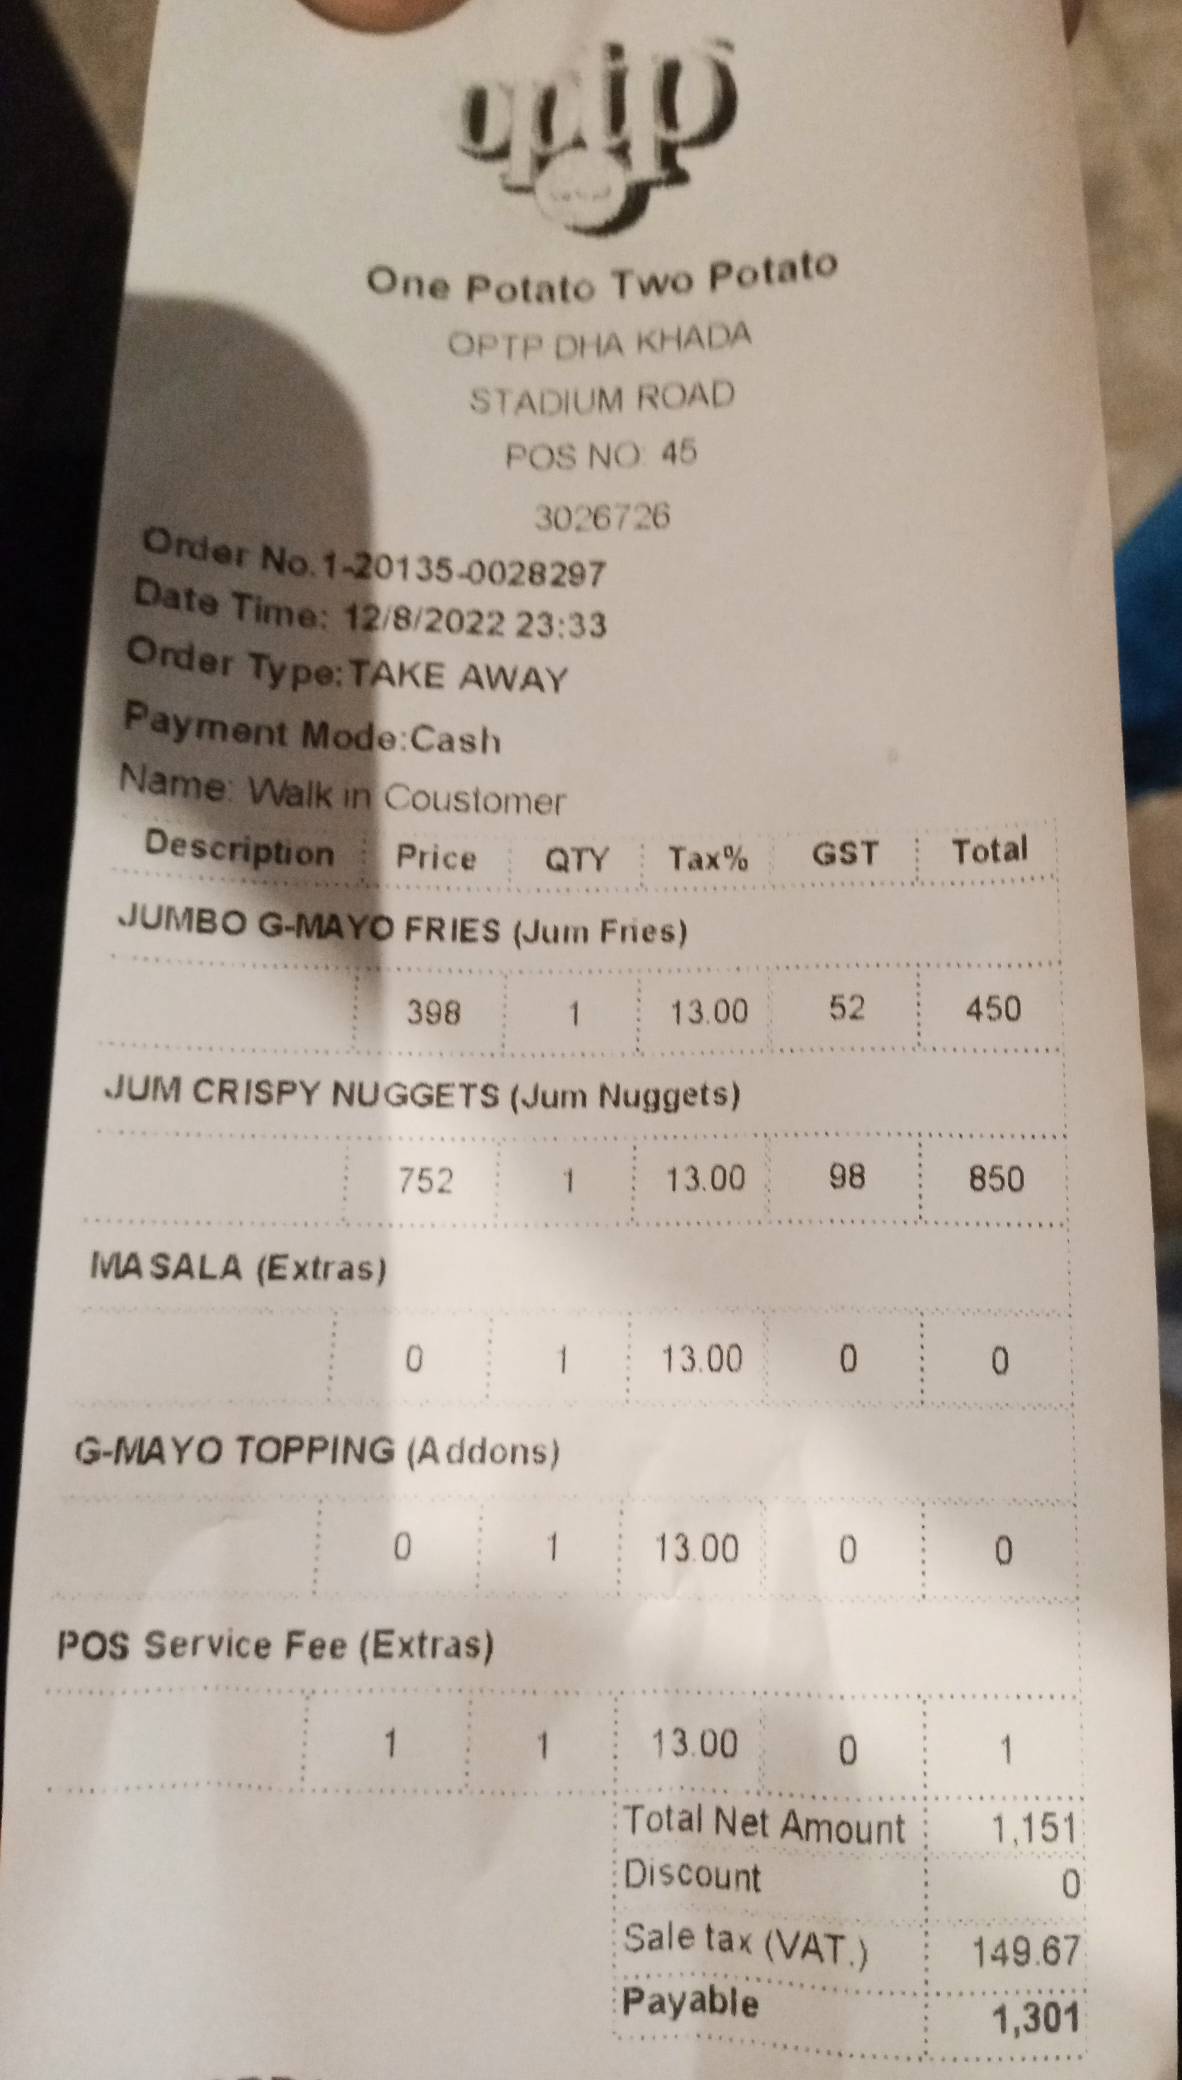 optp
One Potato Two Potato
OPTP DHA KHADA
STADIUM ROAD
POS NO: 45
3026726
Order No.1-20135-0028297
Date Time: 12/8/2022 23:33
Order Type:TAKE AWAY
Payment Mode:Cash
Name: Walk in Coustomer
Description Price QTY Tax% GST Total
JUMBO G-MAYO FRIES (Jum Fries)
398 1 13.00 52 450
JUM CRISPY NUGGETS (Jum Nuggets)
752 1 13.00 98 850
MASALA (Extras)
0 1 13.00 0 0
G-MAYO TOPPING (Addons)
0 1 13.00 0 0
POS Service Fee (Extras)
1 1 13.00 0 1
Total Net Amount 1,151
Discount 0
Sale tax (VAT.) 149.67
Payable 1,301